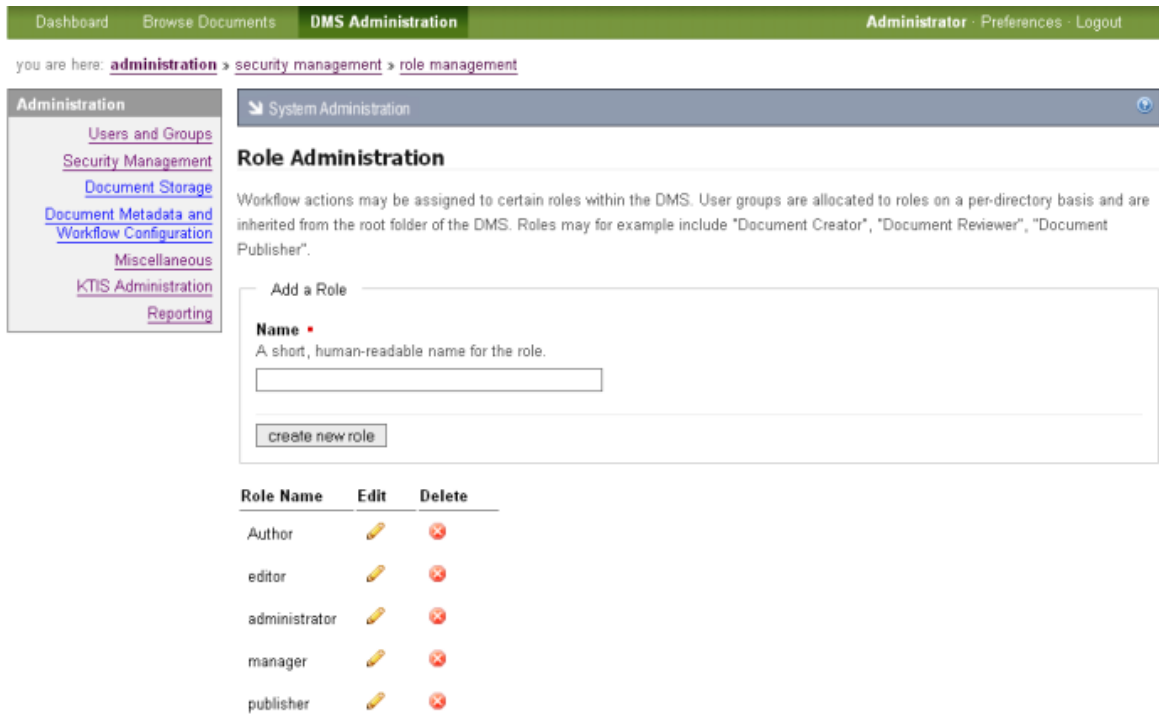 Dashboard Browse Documents DMS Administration Administrator · Preferences · Logout
you are here: administration » security management » role management
Administration
Users and Groups
Security Management
Document Storage
Document Metadata and
Workflow Configuration
Miscellaneous
KTIS Administration
Reporting
System Administration
Role Administration
Workflow actions may be assigned to certain roles within the DMS. User groups are allocated to roles on a per-directory basis and are
inherited from the root folder of the DMS. Roles may for example include "Document Creator", "Document Reviewer", "Document
Publisher".
Add a Role
Name
A short, human-readable name for the role.
create new role
Role Name Edit Delete
Author
editor
administrator
manager
publisher